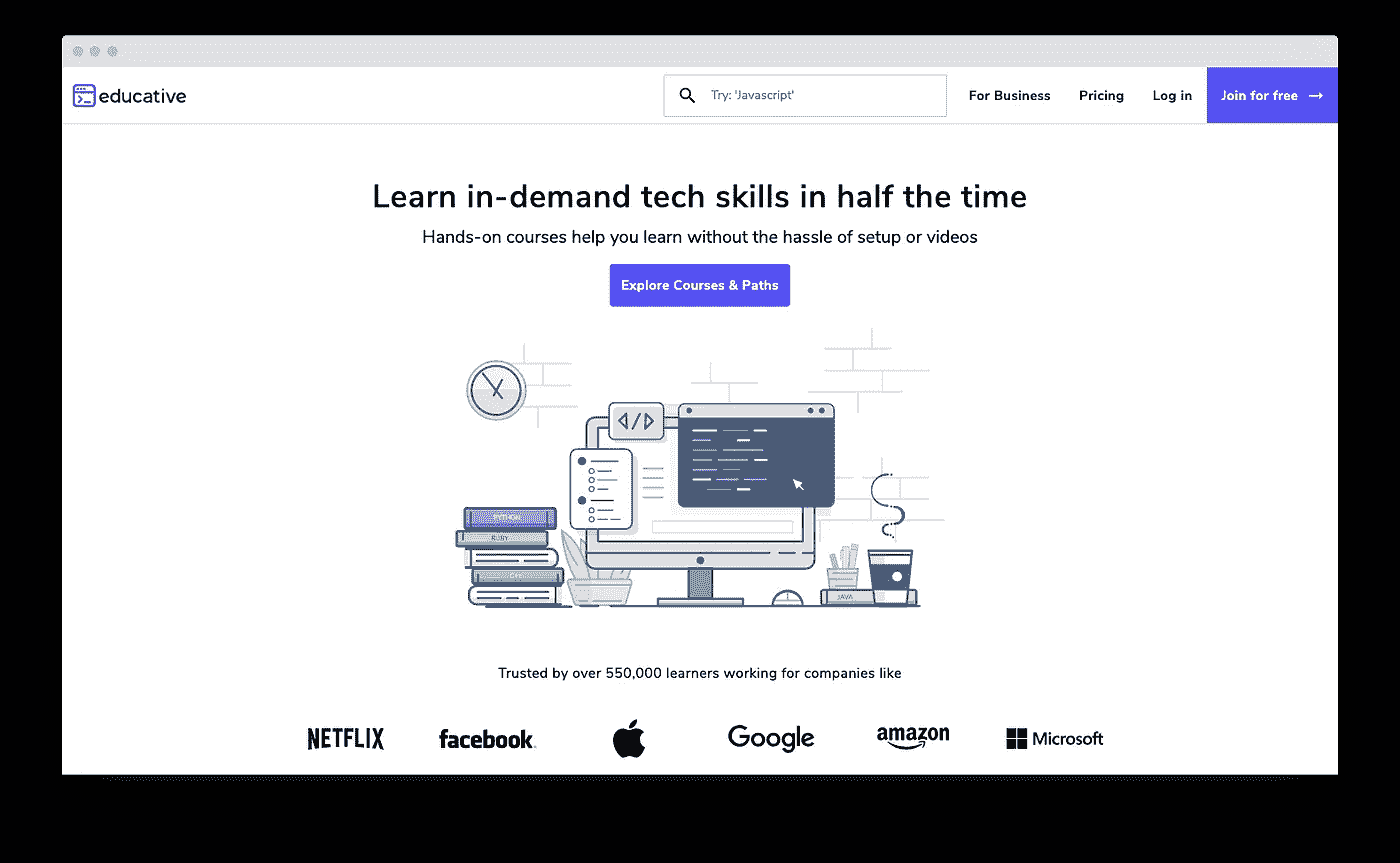 educative
Try: 'Javascript'
For Business
Pricing
Log in
Join for free →
Learn in-demand tech skills in half the time
Hands-on courses help you learn without the hassle of setup or videos
Explore Courses & Paths
</>
PYTHON
RUBY
JAVA
Trusted by over 550,000 learners working for companies like
NETFLIX
facebook
Google
amazon
Microsoft